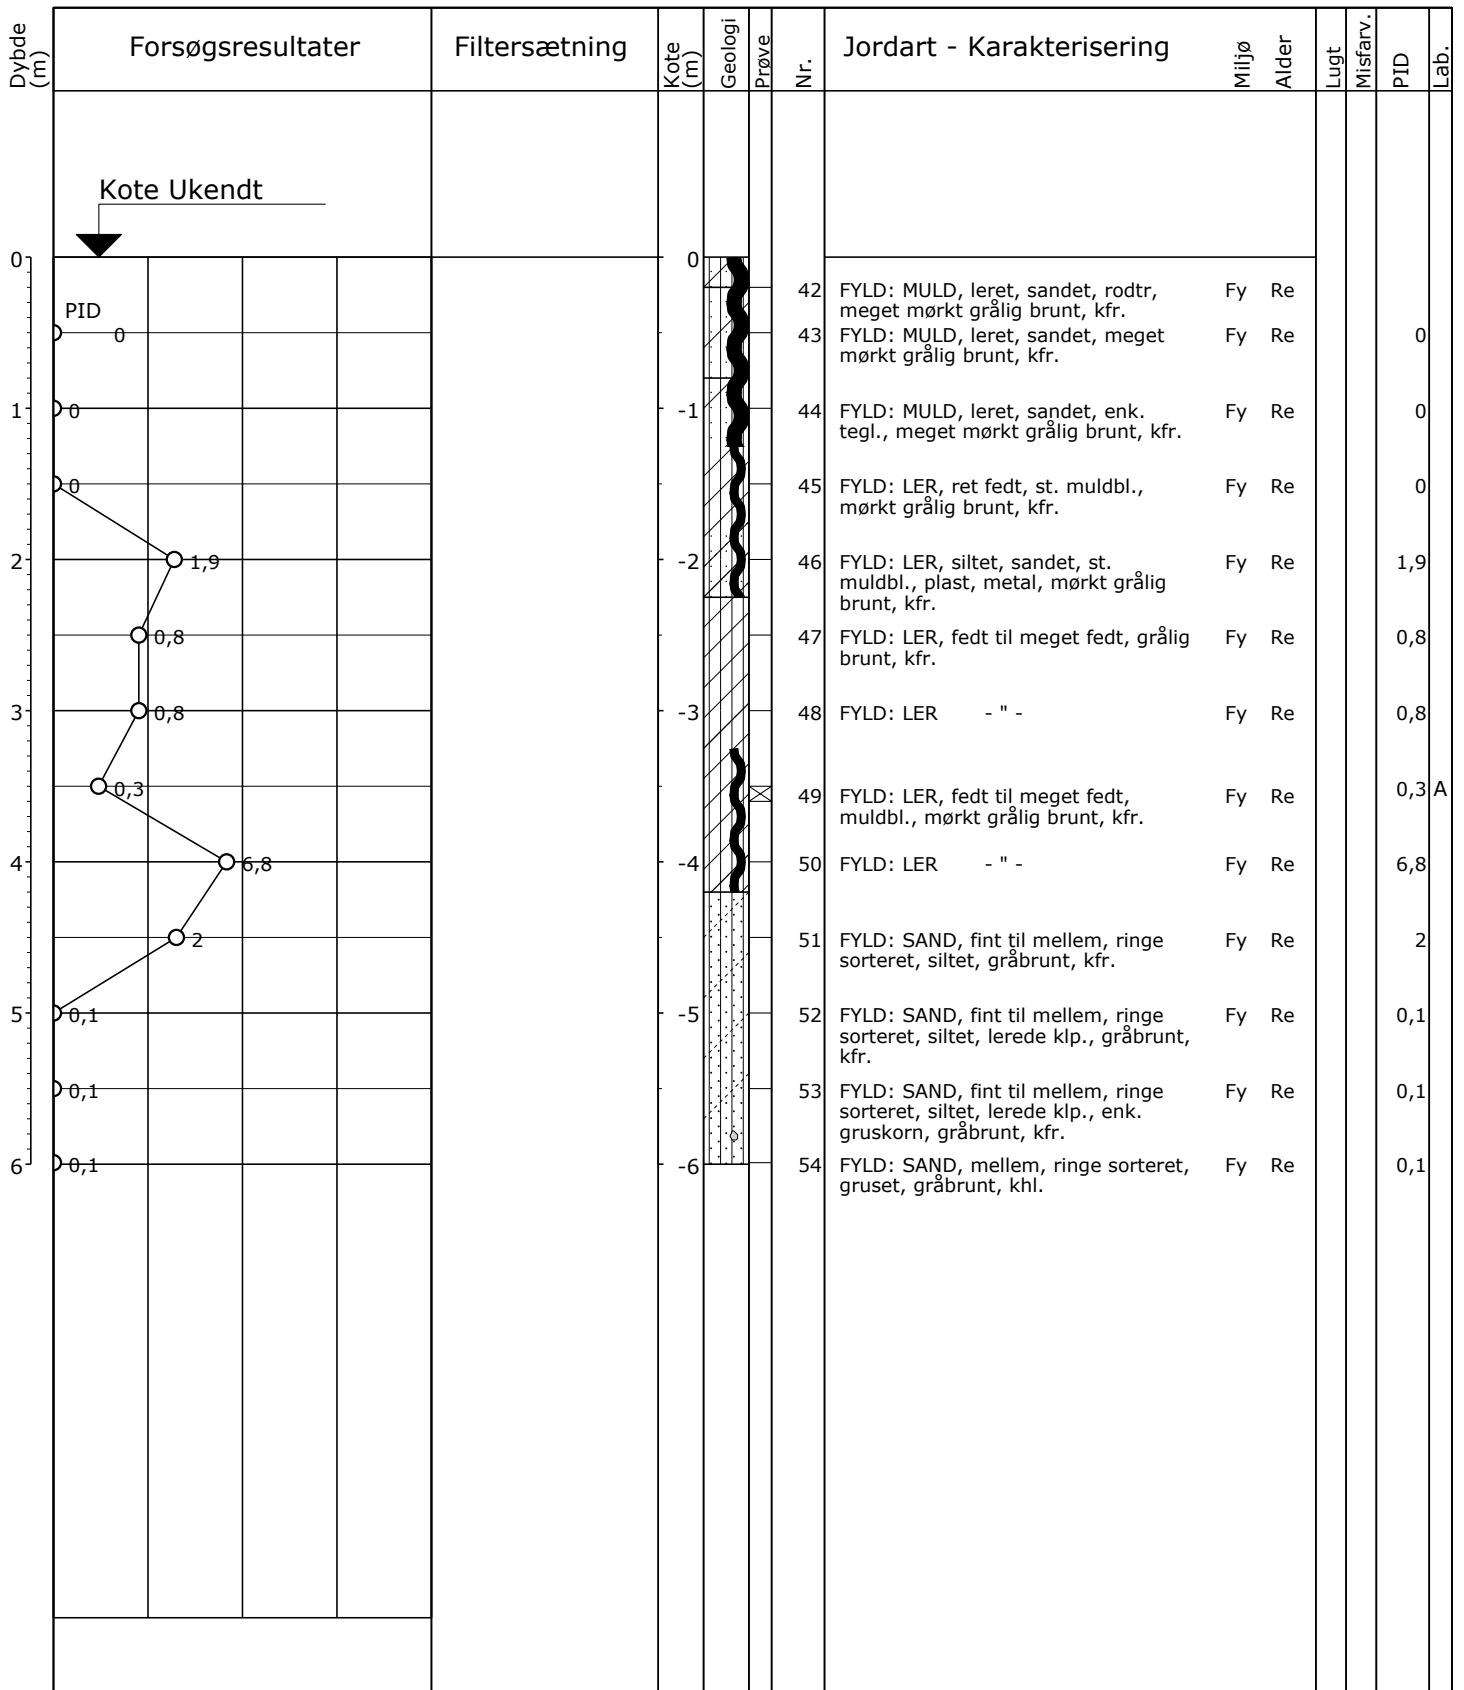 Dybde (m)
Forsøgsresultater
Filtersætning
Kote (m)
Geologi
Prøve
Nr.
Jordart - Karakterisering
Miljø
Alder
Lugt
Misfarv.
PID
Lab.
Kote Ukendt
0
0
PID
42 FYLD: MULD, leret, sandet, rodtr, Fy Re
meget mørkt grålig brunt, kfr.
0
43 FYLD: MULD, leret, sandet, meget Fy Re 0
mørkt grålig brunt, kfr.
1 0 -1 44 FYLD: MULD, leret, sandet, enk. Fy Re 0
tegl., meget mørkt grålig brunt, kfr.
0 45 FYLD: LER, ret fedt, st. muldbl., Fy Re 0
mørkt grålig brunt, kfr.
2 1,9 -2 46 FYLD: LER, siltet, sandet, st. Fy Re 1,9
muldbl., plast, metal, mørkt grålig
brunt, kfr.
0,8 47 FYLD: LER, fedt til meget fedt, grålig Fy Re 0,8
brunt, kfr.
3 0,8 -3 48 FYLD: LER - " - Fy Re 0,8
0,3 49 FYLD: LER, fedt til meget fedt, Fy Re 0,3 A
muldbl., mørkt grålig brunt, kfr.
4 6,8 -4 50 FYLD: LER - " - Fy Re 6,8
2 51 FYLD: SAND, fint til mellem, ringe Fy Re 2
sorteret, siltet, gråbrunt, kfr.
5 0,1 -5 52 FYLD: SAND, fint til mellem, ringe Fy Re 0,1
sorteret, siltet, lerede klp., gråbrunt,
kfr.
0,1 53 FYLD: SAND, fint til mellem, ringe Fy Re 0,1
sorteret, siltet, lerede klp., enk.
gruskorn, gråbrunt, kfr.
6 0,1 -6 54 FYLD: SAND, mellem, ringe sorteret, Fy Re 0,1
gruset, gråbrunt, khl.